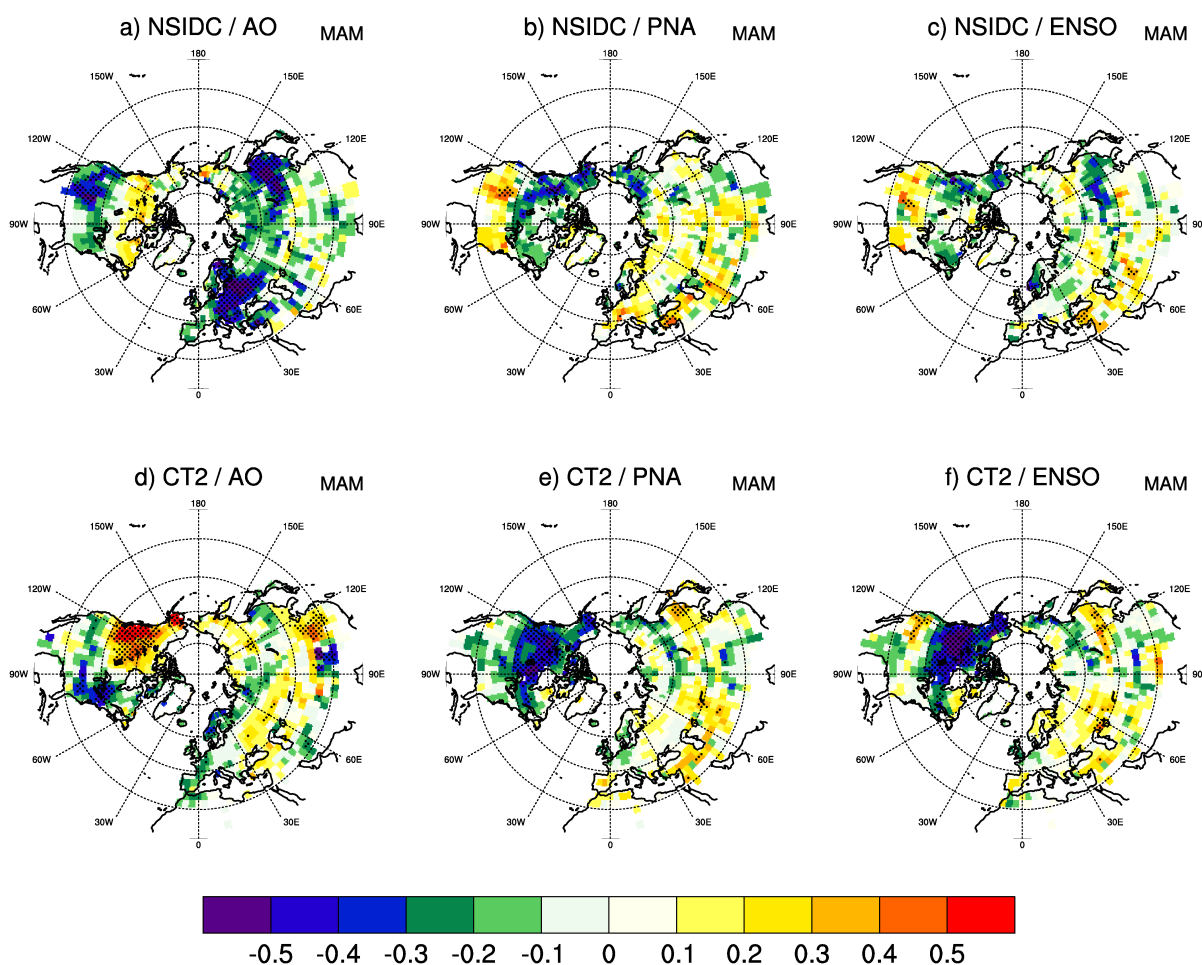 a) NSIDC / AO MAM
b) NSIDC / PNA MAM
c) NSIDC / ENSO MAM
180 180 180
150W 150E 150W 150E 150W 150E
120W 120E 120W 120E 120W 120E
90W 90E 90W 90E 90W 90E
60W 60E 60W 60E 60W 60E
30W 30E 30W 30E 30W 30E
0 0 0
d) CT2 / AO MAM
e) CT2 / PNA MAM
f) CT2 / ENSO MAM
180 180 180
150W 150E 150W 150E 150W 150E
120W 120E 120W 120E 120W 120E
90W 90E 90W 90E 90W 90E
60W 60E 60W 60E 60W 60E
30W 30E 30W 30E 30W 30E
0 0 0
-0.5 -0.4 -0.3 -0.2 -0.1 0 0.1 0.2 0.3 0.4 0.5